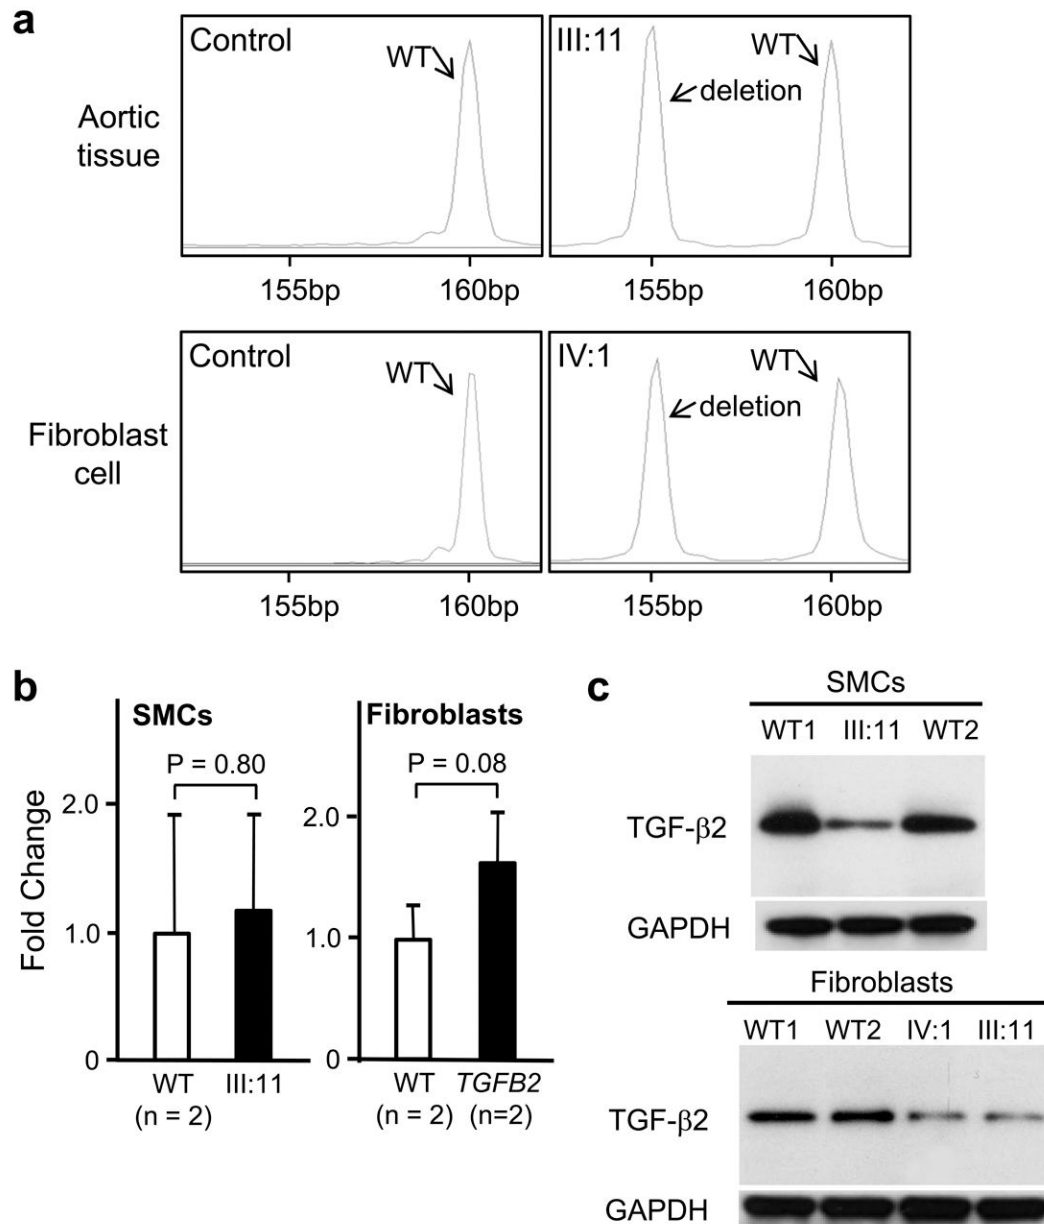 a
Aortic
tissue
Control
WT
155bp 160bp
III:11
deletion
WT
155bp 160bp
Fibroblast
cell
Control
WT
155bp 160bp
IV:1
deletion
WT
155bp 160bp
b
Fold Change
SMCs
P = 0.80
2.0
1.0
0
WT III:11
(n = 2)
Fibroblasts
P = 0.08
2.0
1.0
0
WT TGFB2
(n = 2) (n=2)
c
SMCs
WT1 III:11 WT2
TGF-β2
GAPDH
Fibroblasts
WT1 WT2 IV:1 III:11
TGF-β2
GAPDH